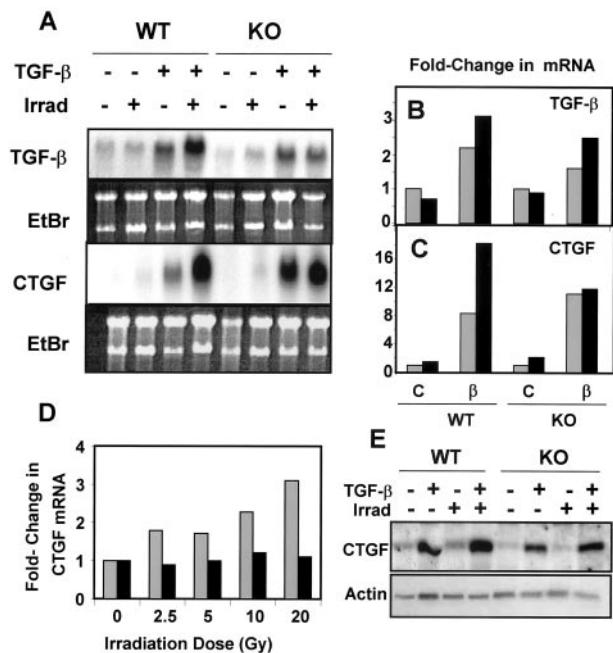 A
WT KO
TGF-β - - + + - - + +
Irrad - + - + - + - +
TGF-β
EtBr
CTGF
EtBr
Fold-Change in mRNA
B TGF-β
3
2
1
0
C CTGF
16
12
8
4
0
C β C β
WT KO
D
Fold- Change in
CTGF mRNA
4
3
2
1
0
0 2.5 5 10 20
Irradiation Dose (Gy)
E
WT KO
TGF-β - + - + - + - +
Irrad - - + + - - + +
CTGF
Actin